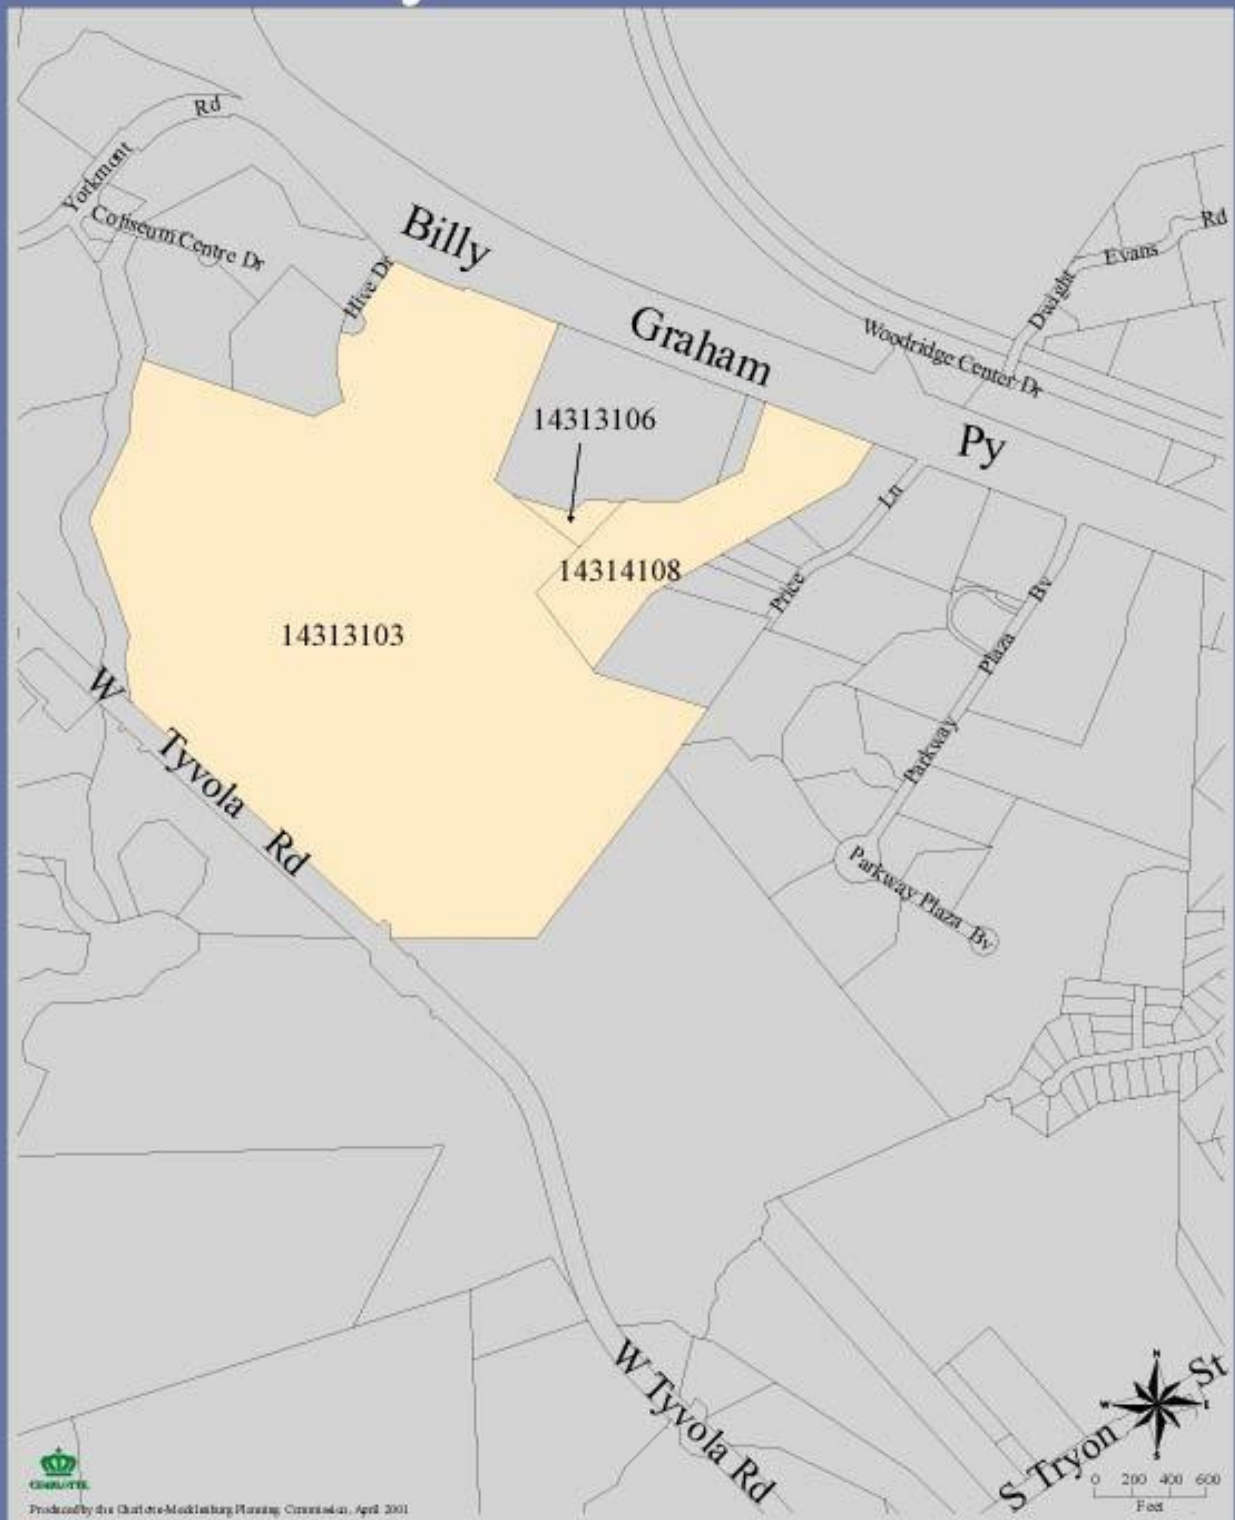 Rd
Yorkmont
Coliseum Centre Dr
Hive Dr
Billy
Graham
Py
Woodridge Center Dr
Dwight
Evans
Rd
14313106
14314108
14313103
Ln
Price
Parkway
Plaza
Bv
Parkway Plaza Bv
W
Tyvola
Rd
W Tyvola Rd
S Tryon St
N
W
E
S
0 200 400 600
Feet
CHARLOTTE
Produced by the Charlotte-Mecklenburg Planning Commission, April 2001